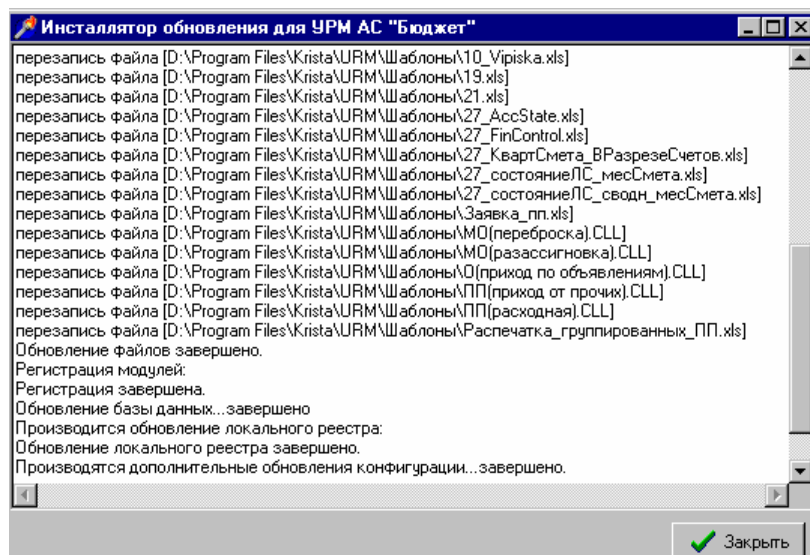 Инсталлятор обновления для УРМ АС "Бюджет"
перезапись файла [D:\Program Files\Krista\URM\Шаблоны\10_Vipiska.xls]
перезапись файла [D:\Program Files\Krista\URM\Шаблоны\19.xls]
перезапись файла [D:\Program Files\Krista\URM\Шаблоны\21.xls]
перезапись файла [D:\Program Files\Krista\URM\Шаблоны\27_AccState.xls]
перезапись файла [D:\Program Files\Krista\URM\Шаблоны\27_FinControl.xls]
перезапись файла [D:\Program Files\Krista\URM\Шаблоны\27_КвартСмета_ВРазрезеСчетов.xls]
перезапись файла [D:\Program Files\Krista\URM\Шаблоны\27_состояниеЛС_месСмета.xls]
перезапись файла [D:\Program Files\Krista\URM\Шаблоны\27_состояниеЛС_сводн_месСмета.xls]
перезапись файла [D:\Program Files\Krista\URM\Шаблоны\Заявка_пп.xls]
перезапись файла [D:\Program Files\Krista\URM\Шаблоны\МО(переброска).CLL]
перезапись файла [D:\Program Files\Krista\URM\Шаблоны\МО(разассигновка).CLL]
перезапись файла [D:\Program Files\Krista\URM\Шаблоны\О(приход по объявлениям).CLL]
перезапись файла [D:\Program Files\Krista\URM\Шаблоны\ПП(приход от прочих).CLL]
перезапись файла [D:\Program Files\Krista\URM\Шаблоны\ПП(расходная).CLL]
перезапись файла [D:\Program Files\Krista\URM\Шаблоны\Распечатка_группированных_ПП.xls]
Обновление файлов завершено.
Регистрация модулей:
Регистрация завершена.
Обновление базы данных...завершено
Производится обновление локального реестра:
Обновление локального реестра завершено.
Производятся дополнительные обновления конфигурации...завершено.
Закрыть